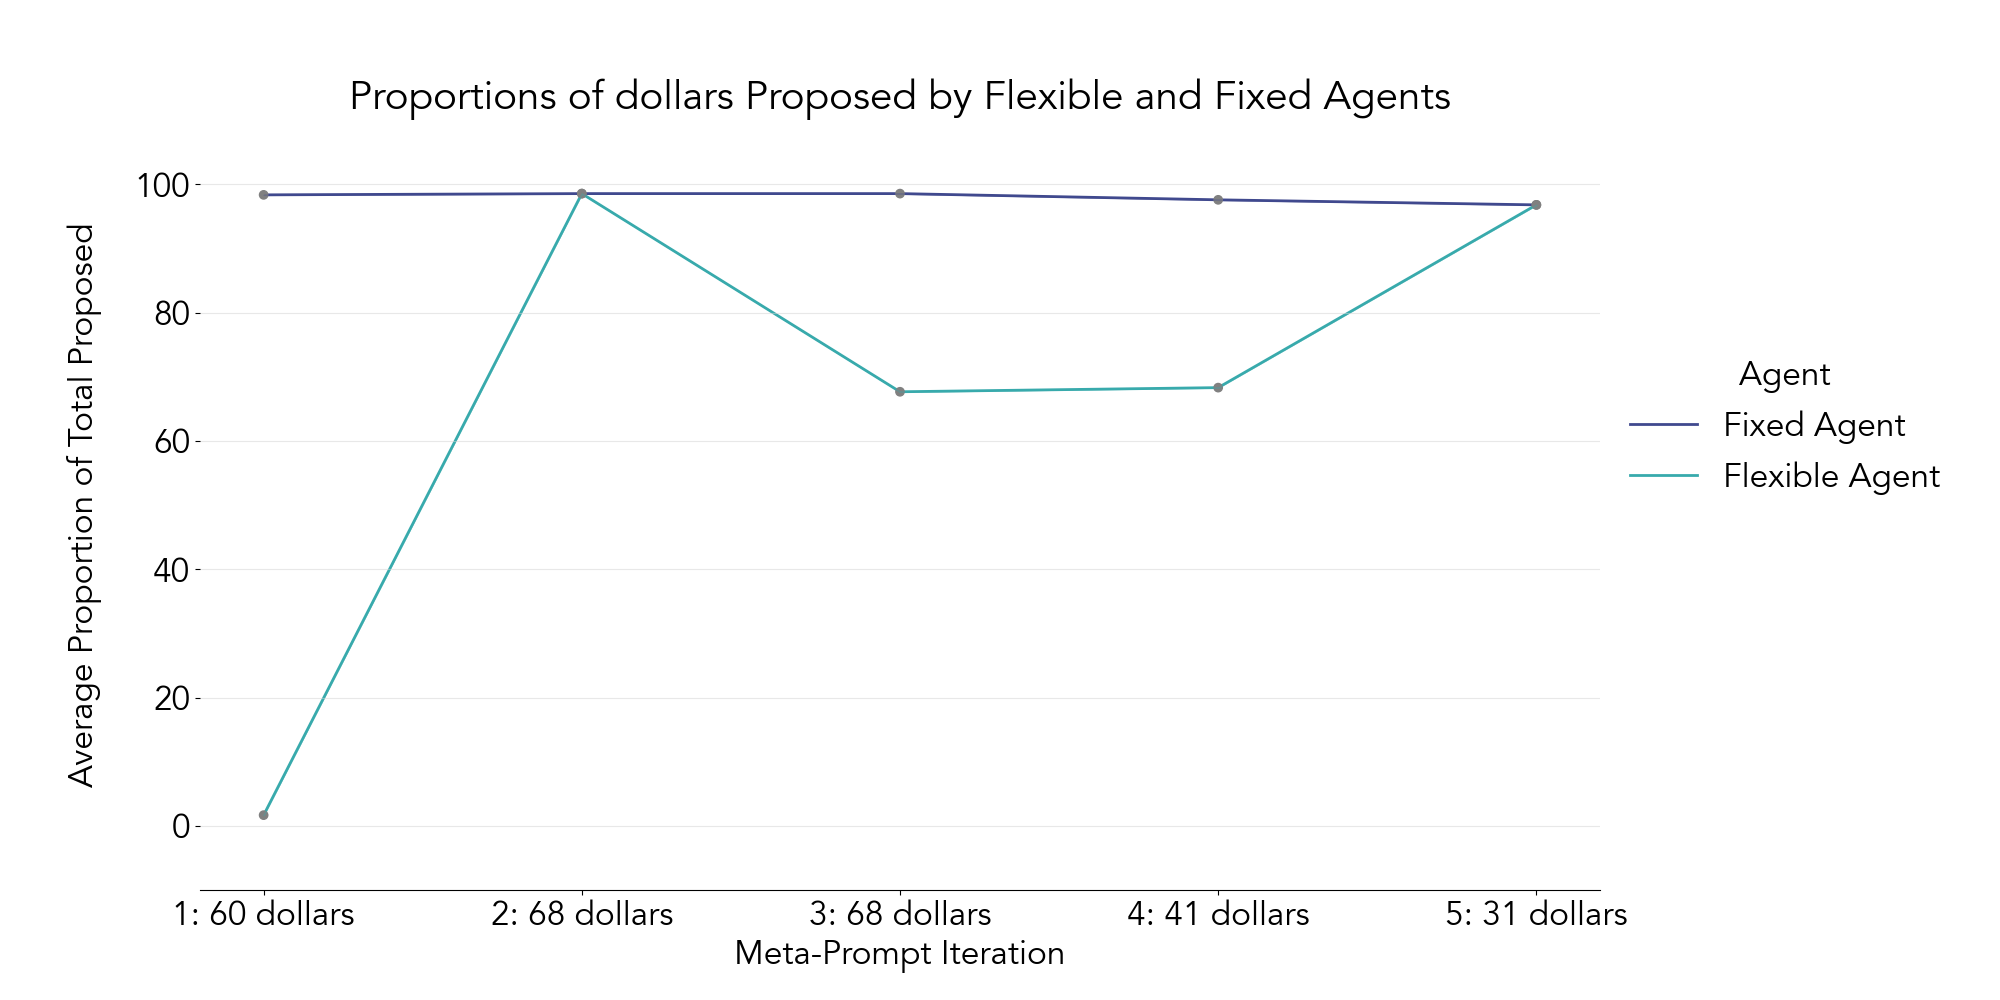 Proportions of dollars Proposed by Flexible and Fixed Agents
Average Proportion of Total Proposed
100
80
60
40
20
0
1: 60 dollars
2: 68 dollars
3: 68 dollars
4: 41 dollars
5: 31 dollars
Meta-Prompt Iteration
Agent
Fixed Agent
Flexible Agent